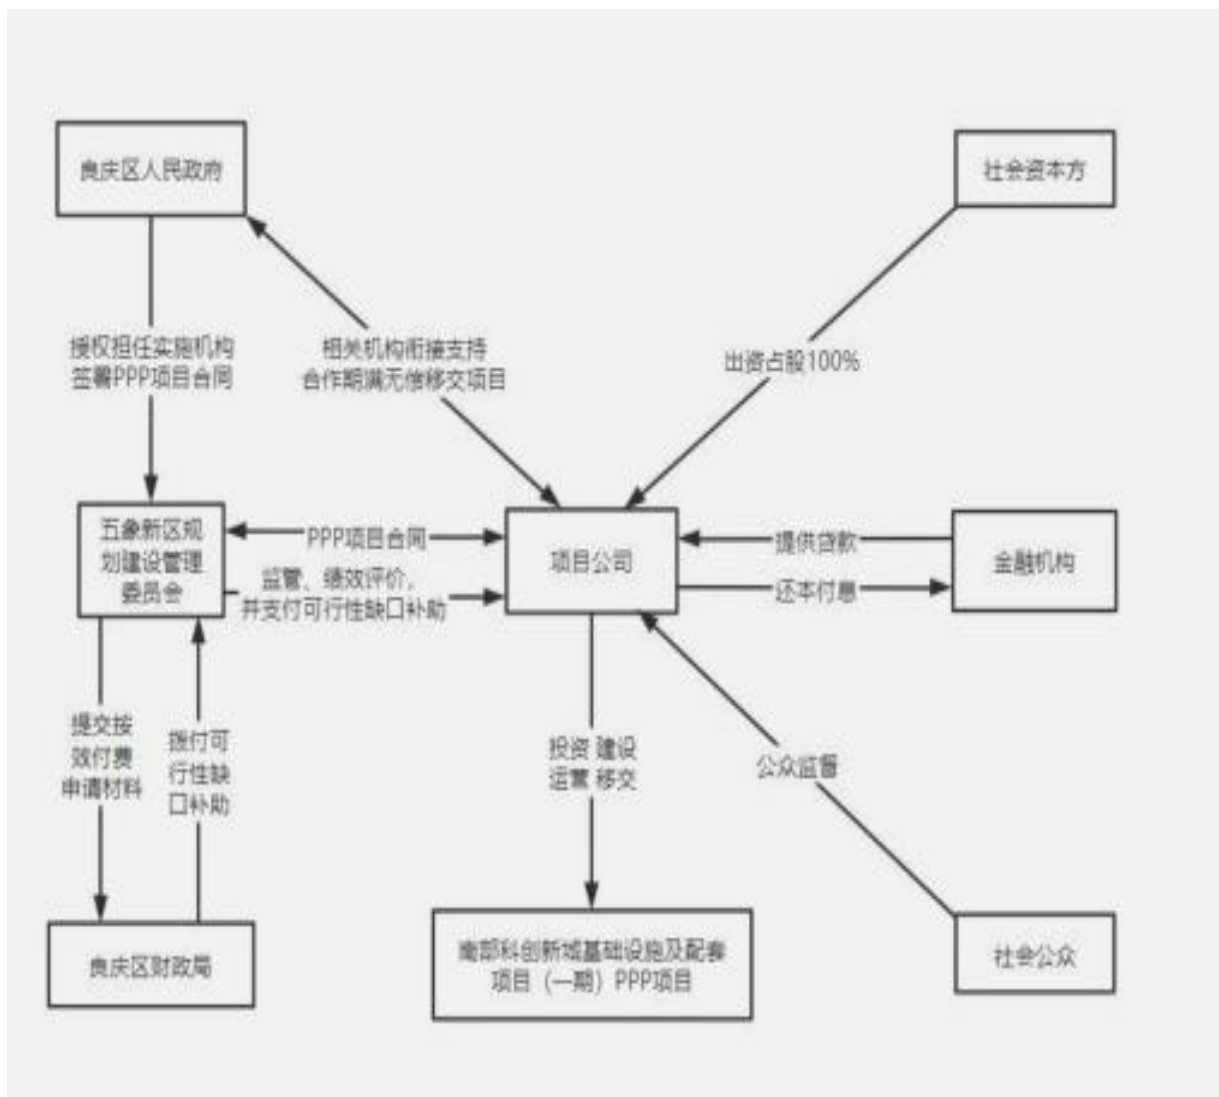 良庆区人民政府
社会资本方
授权担任实施机构
签署PPP项目合同
相关机构衔接支持
合作期满无偿移交项目
出资占股100%
五象新区规
划建设管理
委员会
PPP项目合同
监管、绩效评价，
并支付可行性缺口补助
项目公司
提供贷款
还本付息
金融机构
提交按
效付费
申请材料
拨付可
行性缺
口补助
投资 建设
运营 移交
公众监督
良庆区财政局
南部科创新城基础设施及配套
项目（一期）PPP项目
社会公众